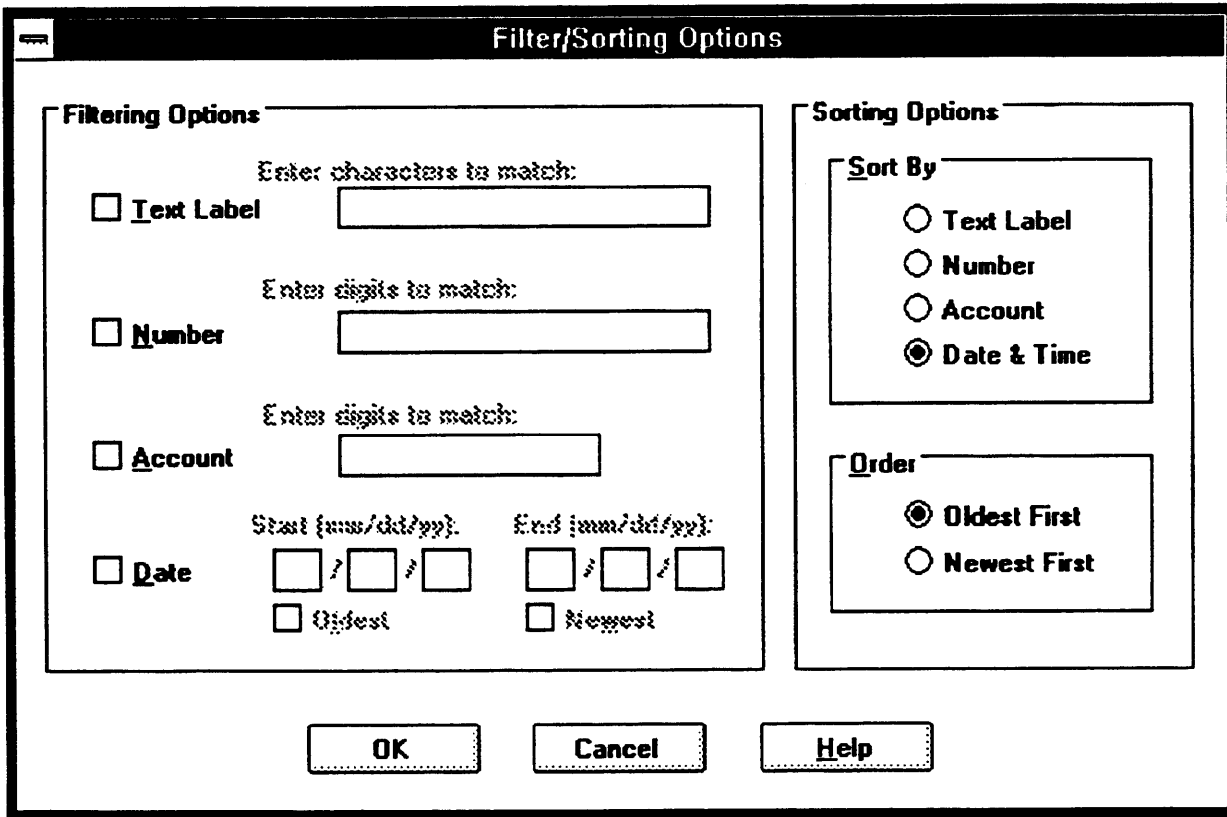 Filter/Sorting Options
Filtering Options
Enter characters to match:
Text Label
Enter digits to match:
Number
Enter digits to match:
Account
Start (mm/dd/yy): End (mm/dd/yy):
Date / / / /
Oldest Newest
Sorting Options
Sort By
Text Label
Number
Account
Date & Time
Order
Oldest First
Newest First
OK Cancel Help